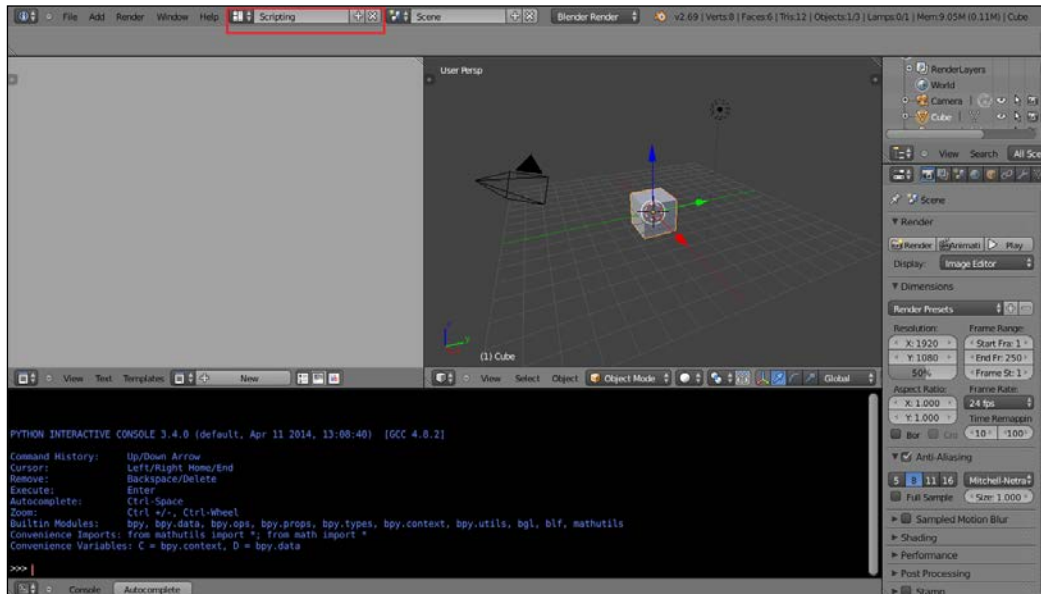 File Add Render Window Help Scripting Scene Blender Render v2.69 | Verts:8 | Faces:6 | Tris:12 | Objects:1/3 | Lamps:0/1 | Mem:9.05M (0.11M) | Cube
User Persp
(1) Cube
View Text Templates New
View Select Object Object Mode Global
PYTHON INTERACTIVE CONSOLE 3.4.0 (default, Apr 11 2014, 13:08:40) [GCC 4.8.2]
Command History: Up/Down Arrow
Cursor: Left/Right Home/End
Remove: Backspace/Delete
Execute: Enter
Autocomplete: Ctrl-Space
Zoom: Ctrl +/-, Ctrl-Wheel
Builtin Modules: bpy, bpy.data, bpy.ops, bpy.props, bpy.types, bpy.context, bpy.utils, bgl, blf, mathutils
Convenience Imports: from mathutils import *; from math import *
Convenience Variables: C = bpy.context, D = bpy.data
>>>
Console Autocomplete
RenderLayers
World
Camera
Cube
View Search All Sce
Scene
Render
Render Animati Play
Display: Image Editor
Dimensions
Render Presets
Resolution: Frame Range:
X: 1920 Start Fra: 1
Y: 1080 End Fr: 250
50% Frame St: 1
Aspect Ratio: Frame Rate:
X: 1.000 24 fps
Y: 1.000 Time Remappin
Bor Cro 10 100
Anti-Aliasing
5 8 11 16 Mitchell-Netra
Full Sample Size: 1.000
Sampled Motion Blur
Shading
Performance
Post Processing
Stamp